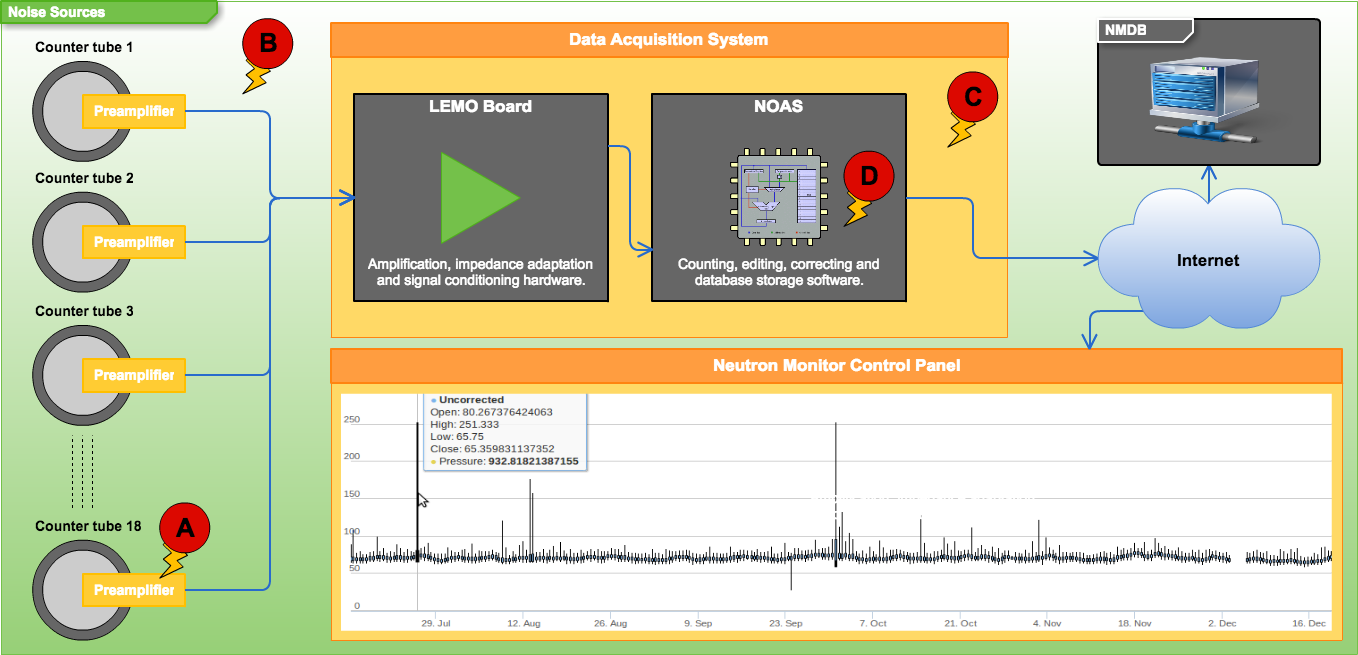 Noise Sources
Counter tube 1
Preamplifier
B
Counter tube 2
Preamplifier
Counter tube 3
Preamplifier
Counter tube 18
A
Preamplifier
Data Acquisition System
LEMO Board
Amplification, impedance adaptation
and signal conditioning hardware.
NOAS
D
Counting, editing, correcting and
database storage software.
C
NMDB
Internet
Neutron Monitor Control Panel
Uncorrected
Open: 80.267376424063
High: 251.333
Low: 65.75
Close: 65.359831137352
Pressure: 932.81821387155
250
200
150
100
50
0
29. Jul 12. Aug 26. Aug 9. Sep 23. Sep 7. Oct 21. Oct 4. Nov 18. Nov 2. Dec 16. Dec